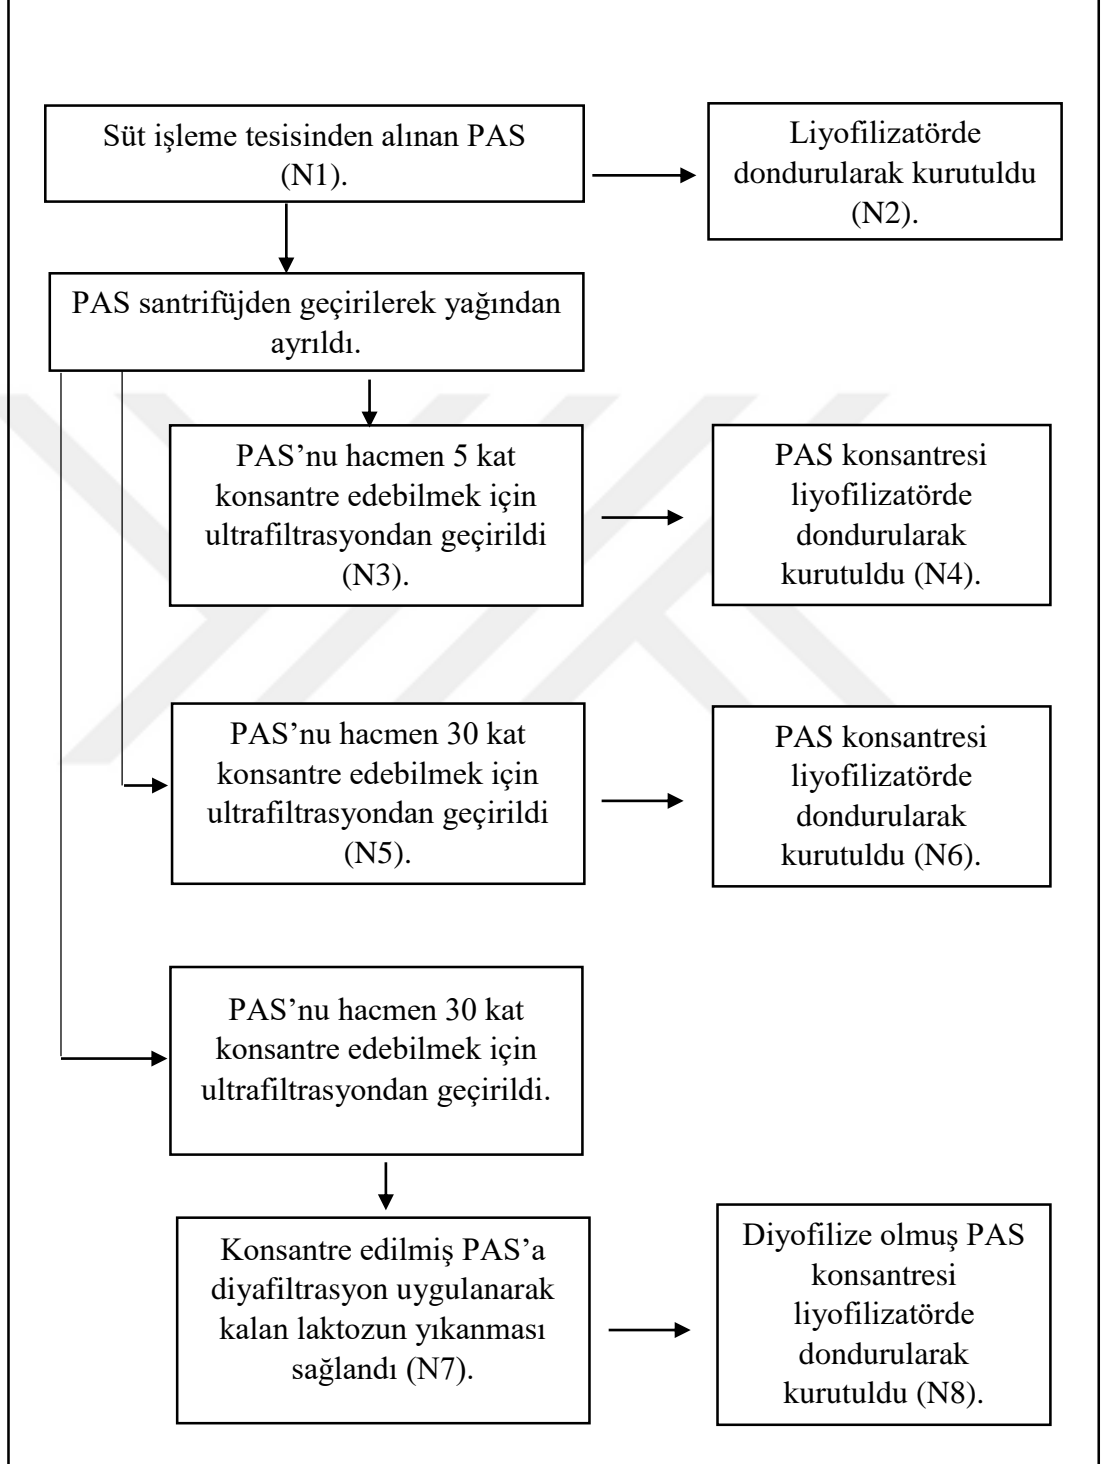 Süt işleme tesisinden alınan PAS
(N1).
Liyofilizatörde
dondurularak kurutuldu
(N2).
PAS santrifüjden geçirilerek yağından
ayrıldı.
PAS’nu hacmen 5 kat
konsantre edebilmek için
ultrafiltrasyondan geçirildi
(N3).
PAS konsantresi
liyofilizatörde
dondurularak
kurutuldu (N4).
PAS’nu hacmen 30 kat
konsantre edebilmek için
ultrafiltrasyondan geçirildi
(N5).
PAS konsantresi
liyofilizatörde
dondurularak
kurutuldu (N6).
PAS’nu hacmen 30 kat
konsantre edebilmek için
ultrafiltrasyondan geçirildi.
Konsantre edilmiş PAS’a
diyafiltrasyon uygulanarak
kalan laktozun yıkanması
sağlandı (N7).
Diyofilize olmuş PAS
konsantresi
liyofilizatörde
dondurularak
kurutuldu (N8).